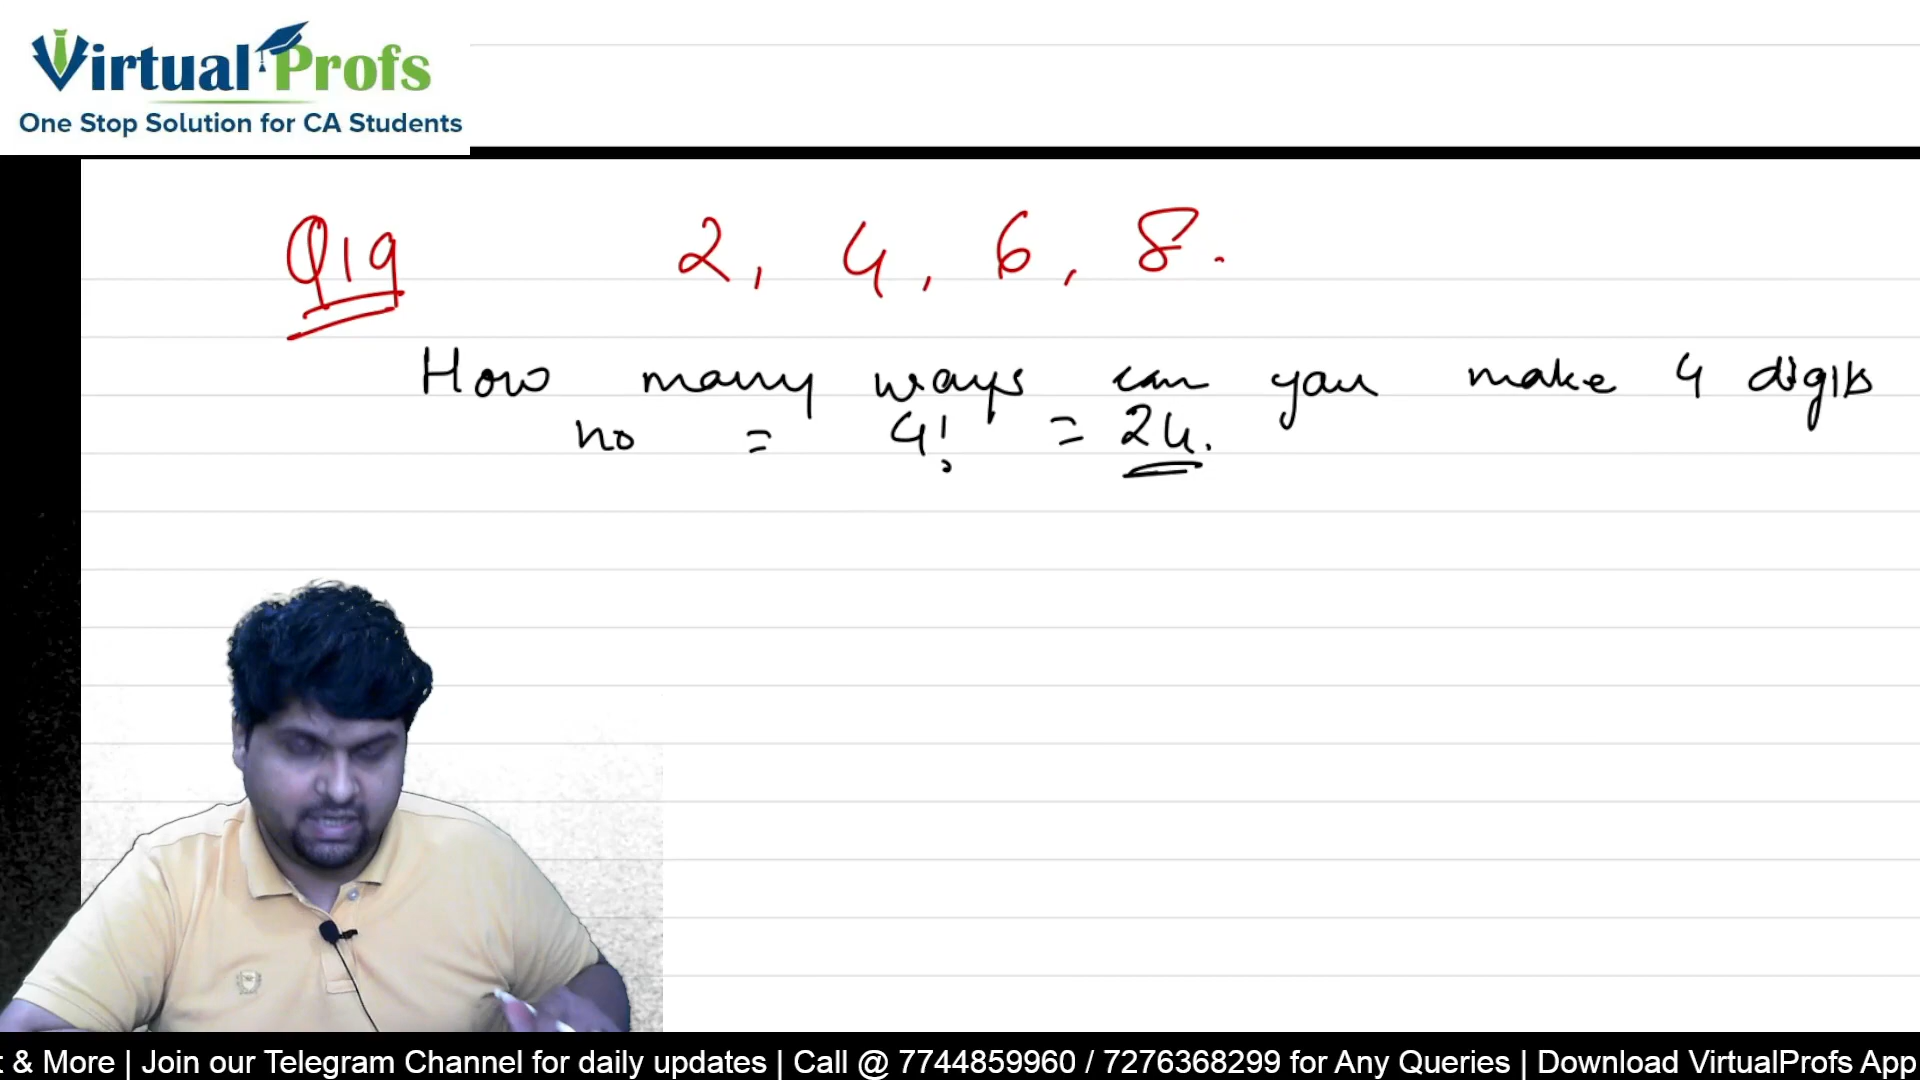 Virtual Profs
One Stop Solution for CA Students
Q19 2, 4, 6, 8.
How many ways can you make 4 digits
no = 4! = 24.
t & More | Join our Telegram Channel for daily updates | Call @ 7744859960 / 7276368299 for Any Queries | Download VirtualProfs App